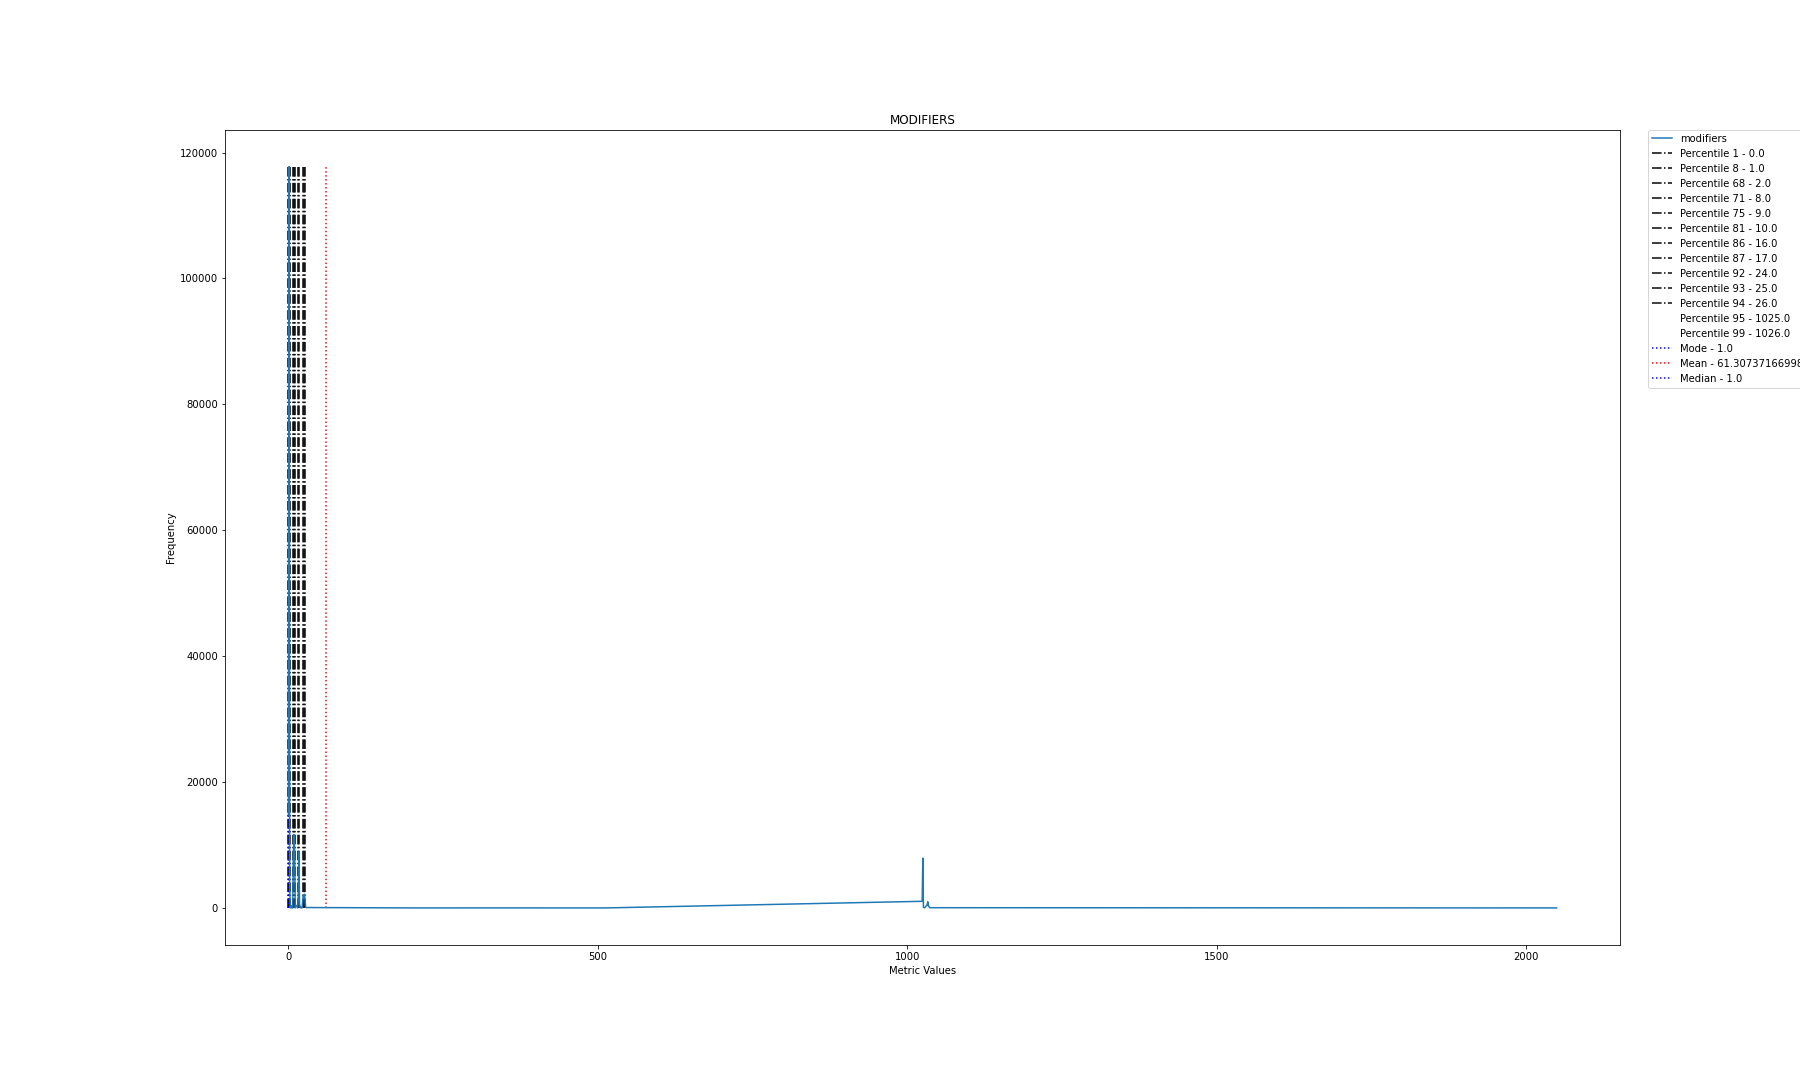 MODIFIERS
120000
100000
80000
60000
40000
20000
0
Frequency
0
500
1000
1500
2000
Metric Values
modifiers
Percentile 1 - 0.0
Percentile 8 - 1.0
Percentile 68 - 2.0
Percentile 71 - 8.0
Percentile 75 - 9.0
Percentile 81 - 10.0
Percentile 86 - 16.0
Percentile 87 - 17.0
Percentile 92 - 24.0
Percentile 93 - 25.0
Percentile 94 - 26.0
Percentile 95 - 1025.0
Percentile 99 - 1026.0
Mode - 1.0
Mean - 61.30737166998
Median - 1.0